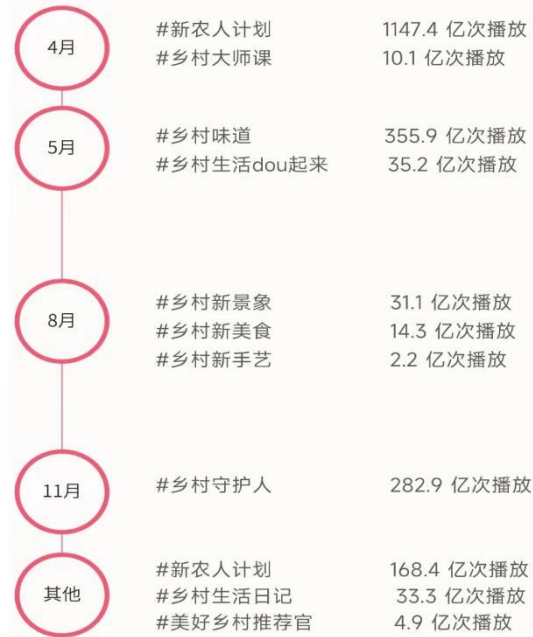 4月
#新农人计划 1147.4 亿次播放
#乡村大师课 10.1 亿次播放
5月
#乡村味道 355.9 亿次播放
#乡村生活dou起来 35.2 亿次播放
8月
#乡村新景象 31.1 亿次播放
#乡村新美食 14.3 亿次播放
#乡村新手艺 2.2 亿次播放
11月
#乡村守护人 282.9 亿次播放
其他
#新农人计划 168.4 亿次播放
#乡村生活日记 33.3 亿次播放
#美好乡村推荐官 4.9 亿次播放